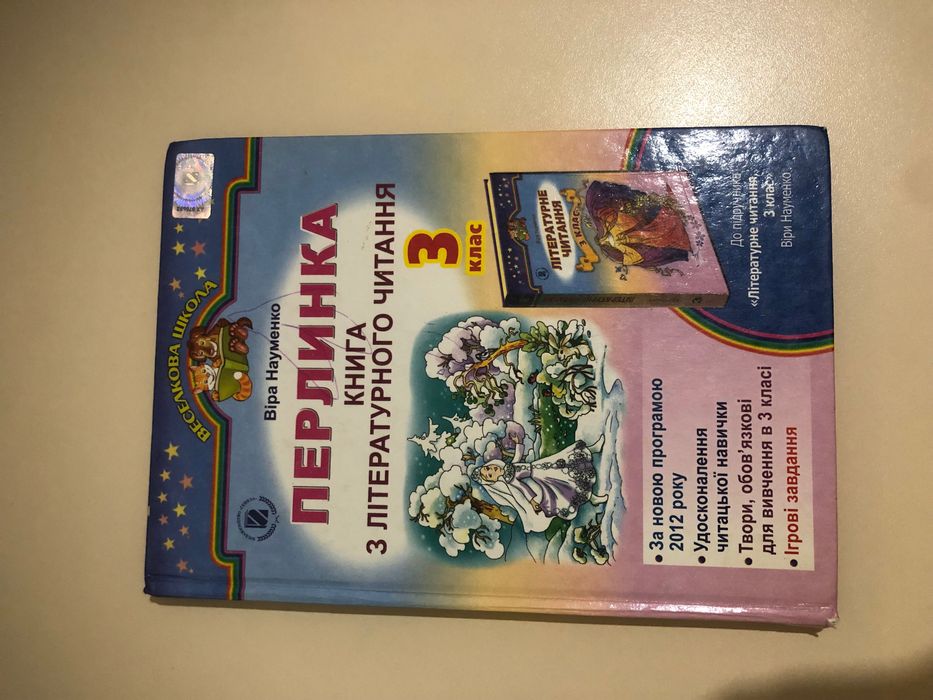 ВЕСЕЛКОВА ШКОЛА
Віра Науменко
ПЕРЛИНКА
КНИГА
З ЛІТЕРАТУРНОГО ЧИТАННЯ
3
клас
ЛІТЕРАТУРНЕ
ЧИТАННЯ
3 КЛАС
До підручника
«Літературне читання.
3 клас»
Віри Науменко
• За новою програмою
2012 року
• Удосконалення
читацької навички
• Твори, обов'язкові
для вивчення в 3 класі
• Ігрові завдання